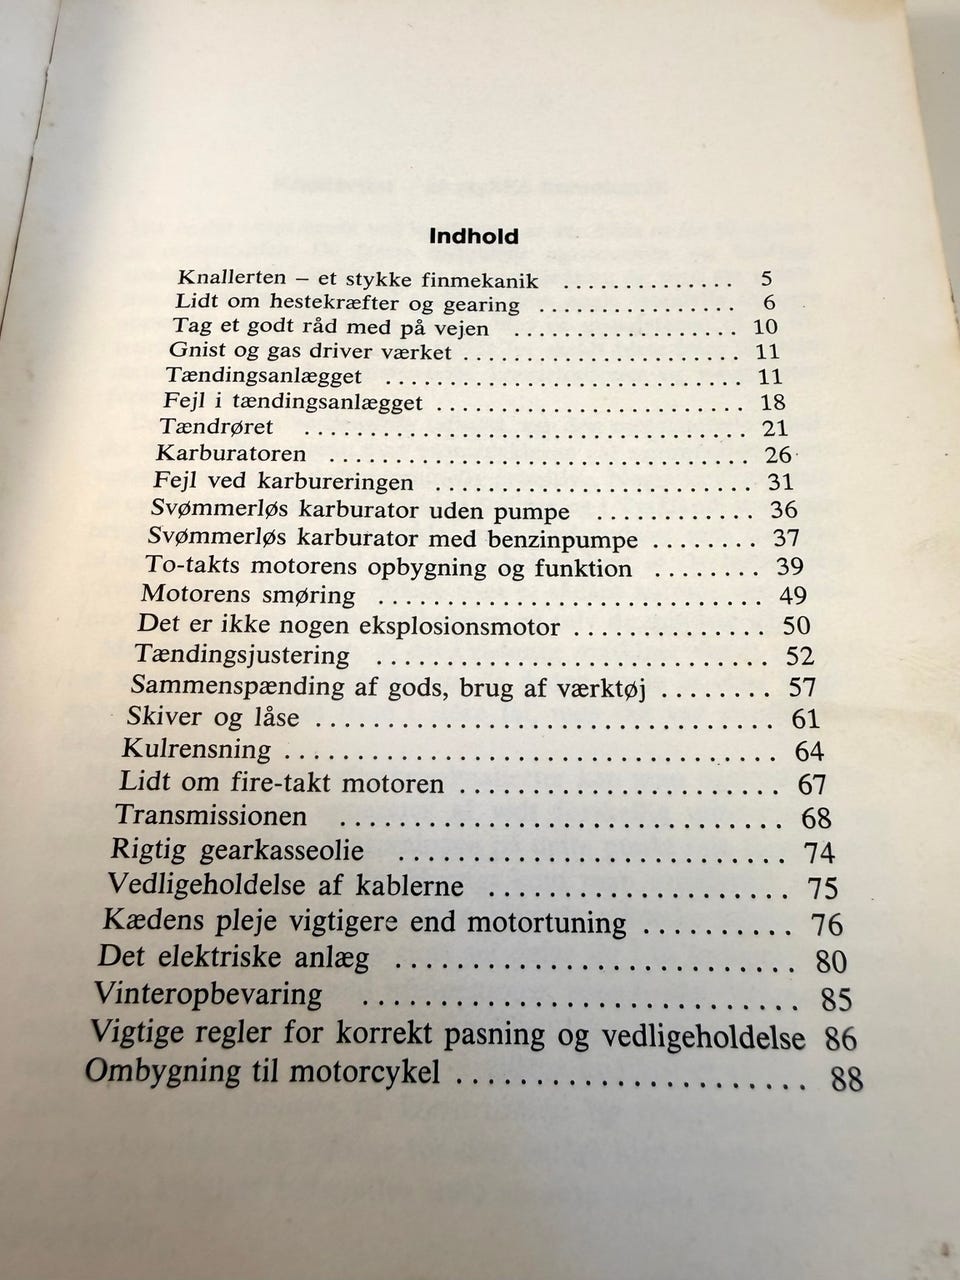 Indhold
Knallerten – et stykke finmekanik .............. 5
Lidt om hestekræfter og gearing ................ 6
Tag et godt råd med på vejen .................. 10
Gnist og gas driver værket ...................... 11
Tændingsanlægget ............................ 11
Fejl i tændingsanlægget ........................ 18
Tændrøret ................................... 21
Karburatoren ................................. 26
Fejl ved karbureringen ......................... 31
Svømmerløs karburator uden pumpe ............ 36
Svømmerløs karburator med benzinpumpe ........ 37
To-takts motorens opbygning og funktion ........ 39
Motorens smøring .............................. 49
Det er ikke nogen eksplosionsmotor .............. 50
Tændingsjustering ............................ 52
Sammenspænding af gods, brug af værktøj ........ 57
Skiver og låse ................................. 61
Kulrensning .................................. 64
Lidt om fire-takt motoren ....................... 67
Transmissionen ............................... 68
Rigtig gearkasseolie ........................... 74
Vedligeholdelse af kablerne .................... 75
Kædens pleje vigtigere end motortuning .......... 76
Det elektriske anlæg .......................... 80
Vinteropbevaring ............................ 85
Vigtige regler for korrekt pasning og vedligeholdelse 86
Ombygning til motorcykel ....................... 88